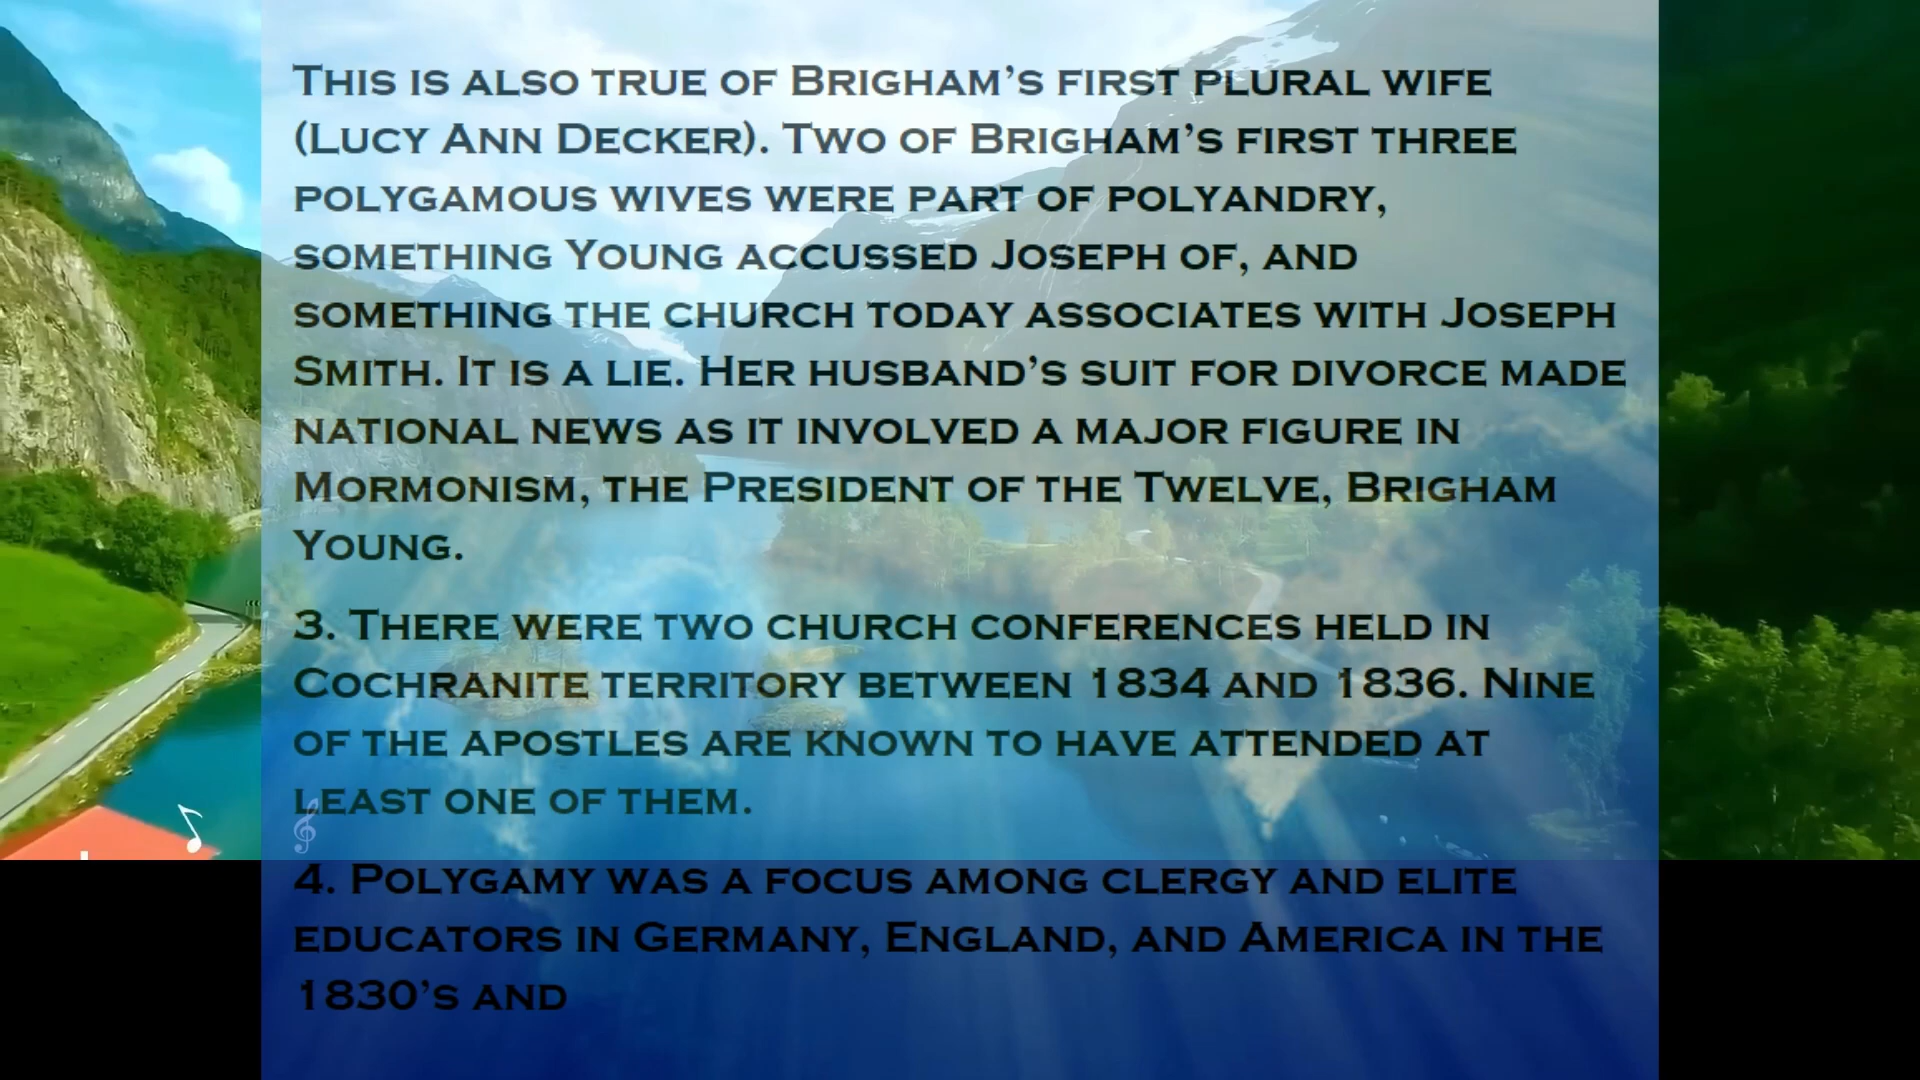 This is also true of Brigham’s first plural wife
(Lucy Ann Decker). Two of Brigham’s first three
polygamous wives were part of polyandry,
something Young accussed Joseph of, and
something the church today associates with Joseph
Smith. It is a lie. Her husband’s suit for divorce made
national news as it involved a major figure in
Mormonism, the President of the Twelve, Brigham
Young.
3. There were two church conferences held in
Cochranite territory between 1834 and 1836. Nine
of the apostles are known to have attended at
least one of them.
4. Polygamy was a focus among clergy and elite
educators in Germany, England, and America in the
1830’s and